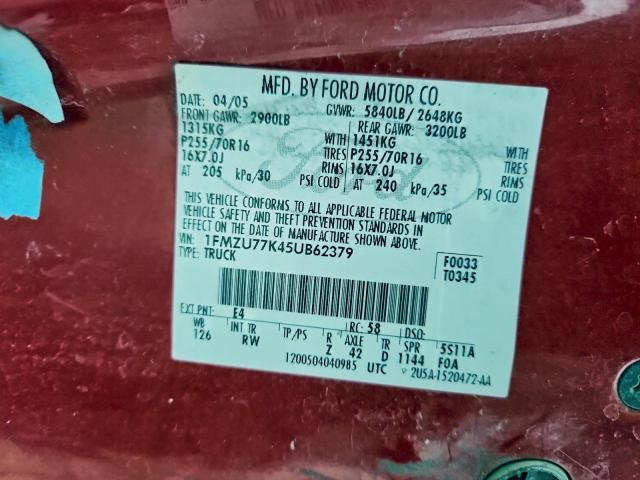 MFD. BY FORD MOTOR CO.
DATE: 04/05 GVWR: 5840LB/ 2648KG
FRONT GAWR: 2900LB REAR GAWR: 3200LB
1315KG WITH 1451KG WITH
P255/70R16 TIRES P255/70R16 TIRES
16X7.0J RIMS 16X7.0J RIMS
AT 205 kPa/30 PSI COLD AT 240 kPa/35 PSI COLD
THIS VEHICLE CONFORMS TO ALL APPLICABLE FEDERAL MOTOR
VEHICLE SAFETY AND THEFT PREVENTION STANDARDS IN
EFFECT ON THE DATE OF MANUFACTURE SHOWN ABOVE.
VIN: 1FMZU77K45UB62379 F0033
TYPE: TRUCK T0345
EXT PNT: E4 RC: 58 DSO:
WB INT TR TP/PS R AXLE TR SPR 5S11A
126 RW Z 42 D 1144 F0A
1200504040985 UTC 2U5A-1520472-AA
Ford